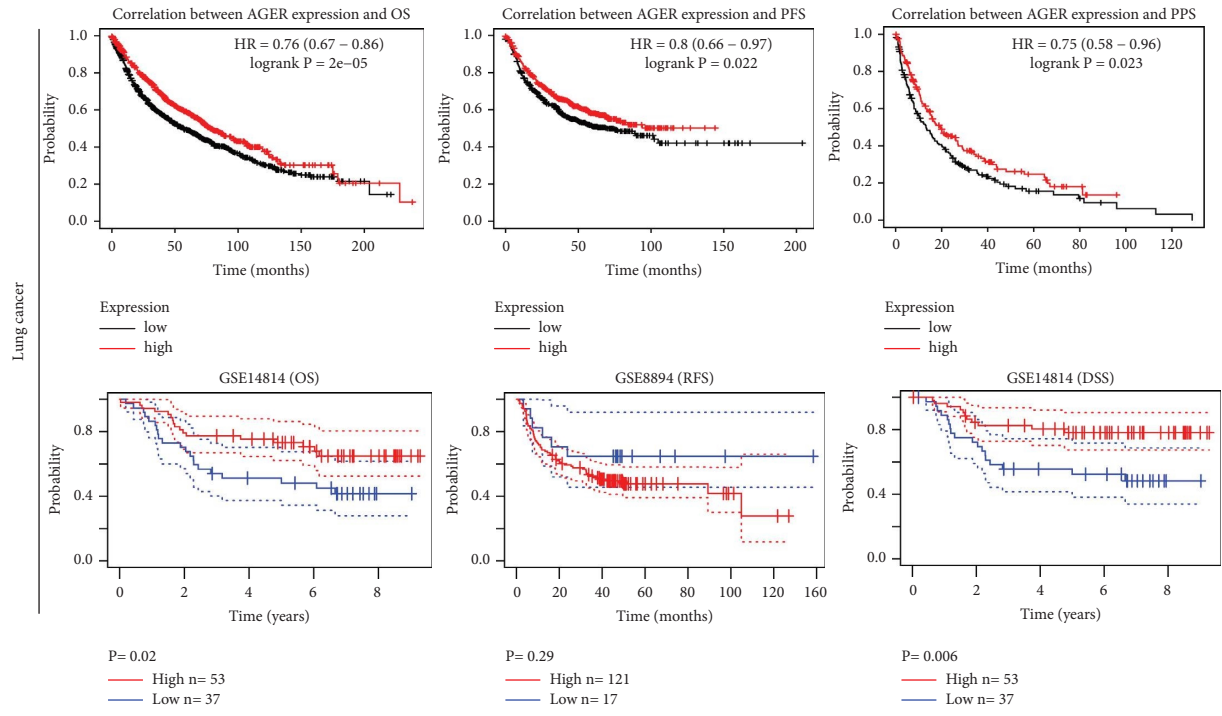 Lung cancer
Correlation between AGER expression and OS
HR = 0.76 (0.67 – 0.86)
logrank P = 2e–05
Probability
1.0
0.8
0.6
0.4
0.2
0.0
0 50 100 150 200
Time (months)
Expression
low
high
Correlation between AGER expression and PFS
HR = 0.8 (0.66 – 0.97)
logrank P = 0.022
Probability
1.0
0.8
0.6
0.4
0.2
0.0
0 50 100 150 200
Time (months)
Expression
low
high
Correlation between AGER expression and PPS
HR = 0.75 (0.58 – 0.96)
logrank P = 0.023
Probability
1.0
0.8
0.6
0.4
0.2
0.0
0 20 40 60 80 100 120
Time (months)
Expression
low
high
GSE14814 (OS)
Probability
0.8
0.4
0.0
0 2 4 6 8
Time (years)
P= 0.02
High n= 53
Low n= 37
GSE8894 (RFS)
Probability
0.8
0.4
0.0
0 20 40 60 80 100 120 160
Time (months)
P= 0.29
High n= 121
Low n= 17
GSE14814 (DSS)
Probability
0.8
0.4
0.0
0 2 4 6 8
Time (years)
P= 0.006
High n= 53
Low n= 37